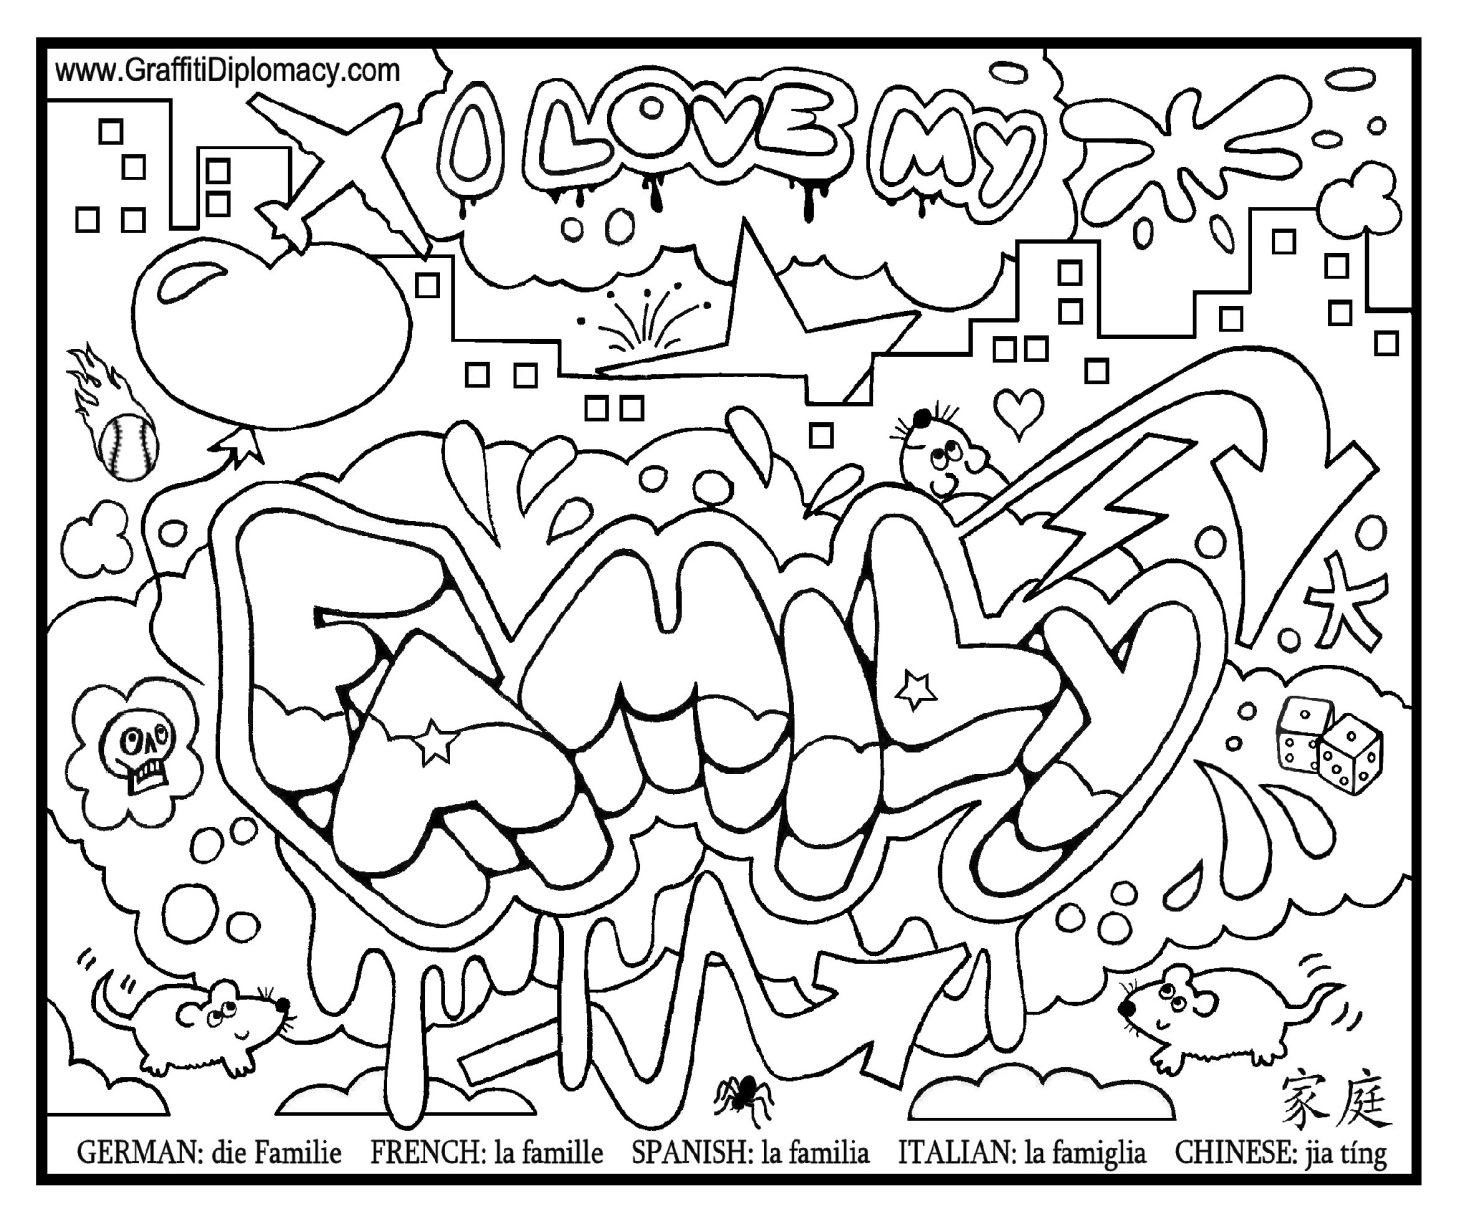 www.GraffitiDiplomacy.com
I LOVE MY
FAMILY
家庭
GERMAN: die Familie FRENCH: la famille SPANISH: la familia ITALIAN: la famiglia CHINESE: jia tíng